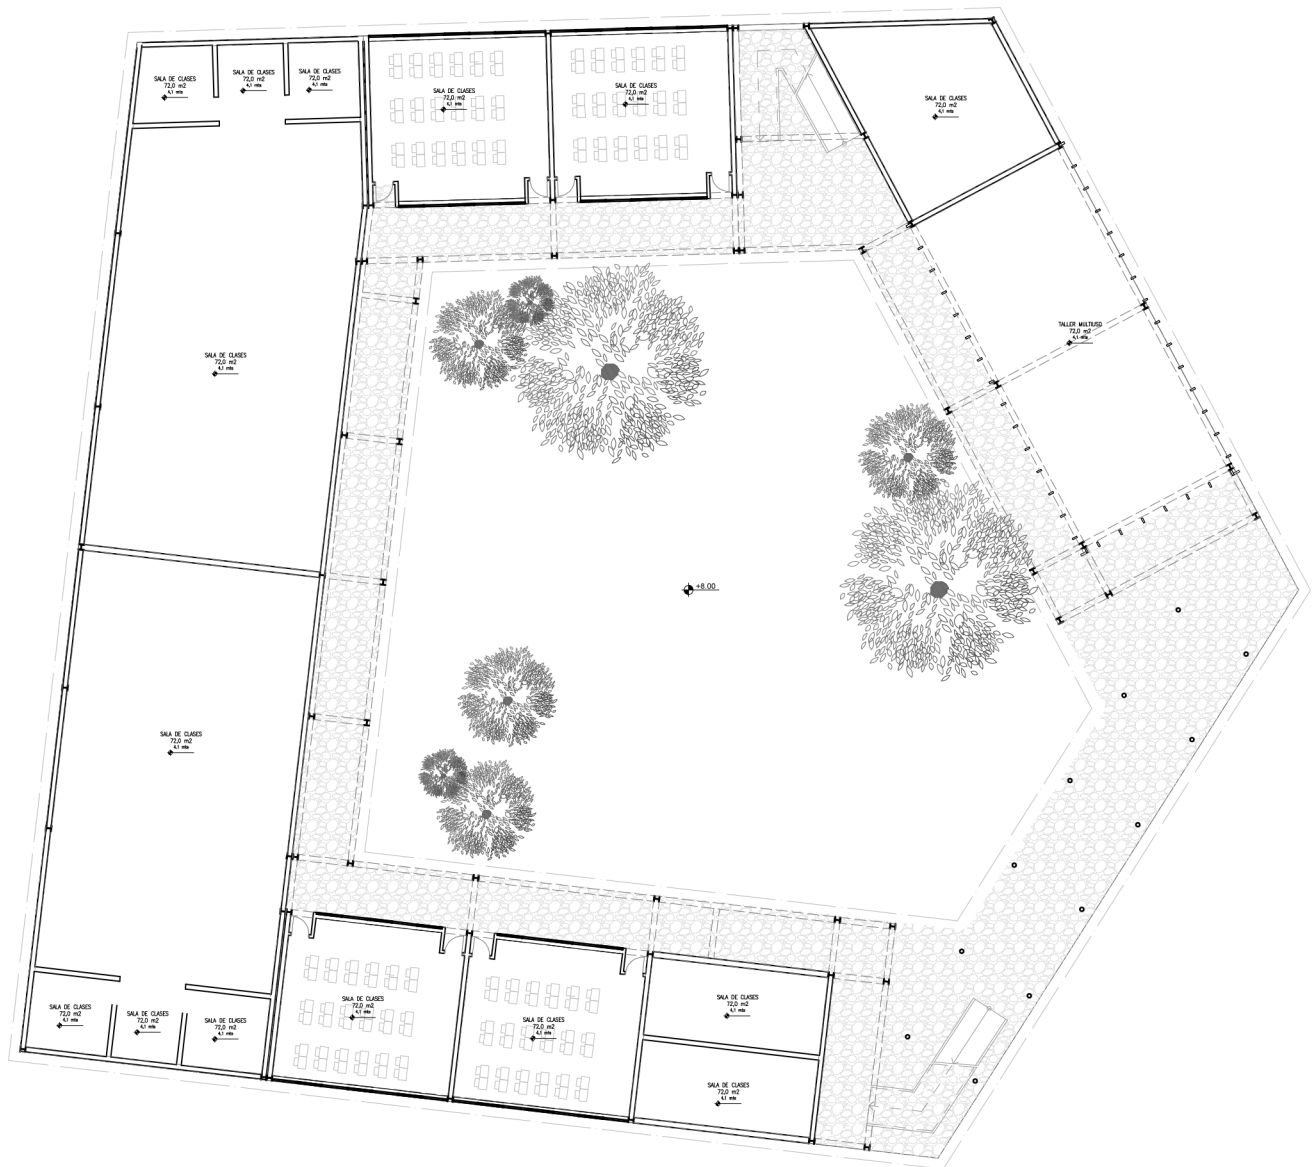 SALA DE CLASES
72,0 m2
4,1 mts
SALA DE CLASES
72,0 m2
4,1 mts
SALA DE CLASES
72,0 m2
4,1 mts
SALA DE CLASES
72,0 m2
4,1 mts
SALA DE CLASES
72,0 m2
4,1 mts
SALA DE CLASES
72,0 m2
4,1 mts
SALA DE CLASES
72,0 m2
4,1 mts
TALLER MULTIUSO
72,0 m2
4,1 mts
+8.00
SALA DE CLASES
72,0 m2
4,1 mts
SALA DE CLASES
72,0 m2
4,1 mts
SALA DE CLASES
72,0 m2
4,1 mts
SALA DE CLASES
72,0 m2
4,1 mts
SALA DE CLASES
72,0 m2
4,1 mts
SALA DE CLASES
72,0 m2
4,1 mts
SALA DE CLASES
72,0 m2
4,1 mts
SALA DE CLASES
72,0 m2
4,1 mts